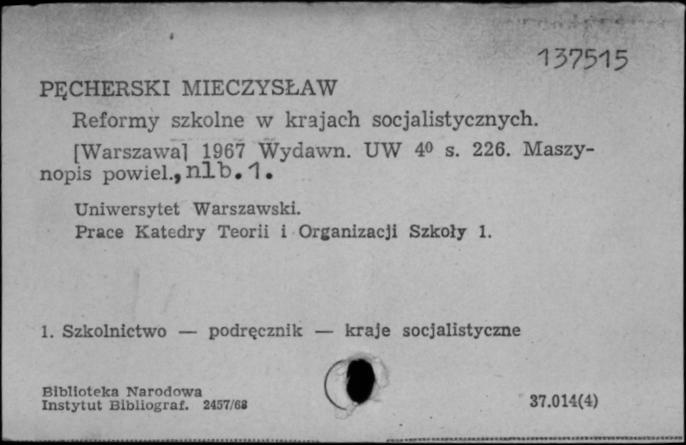 137515
PĘCHERSKI MIECZYSŁAW
Reformy szkolne w krajach socjalistycznych.
[Warszawa] 1967 Wydawn. UW 4⁰ s. 226. Maszy-
nopis powiel., nlb. 1.
Uniwersytet Warszawski.
Prace Katedry Teorii i Organizacji Szkoły 1.
1. Szkolnictwo — podręcznik — kraje socjalistyczne
Biblioteka Narodowa
Instytut Bibliograf. 2457/68
37.014(4)